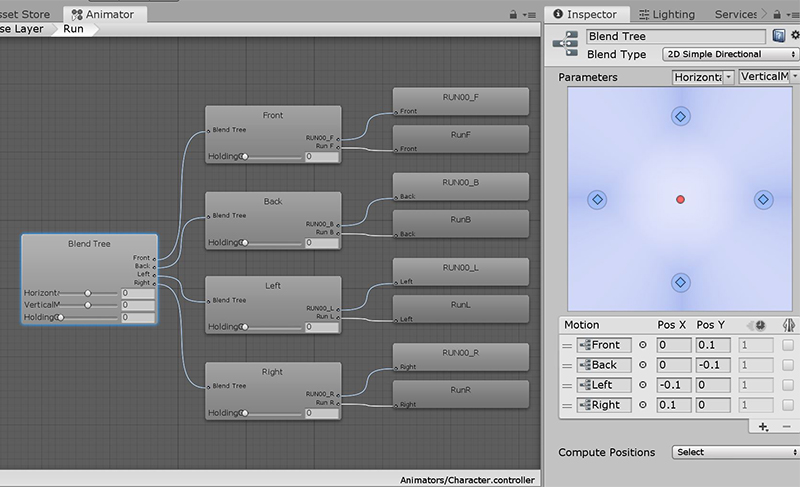 sset Store
Animator
se Layer
Run
Blend Tree
Front
Back
Left
Right
Horizonta
0
VerticalM
0
HoldingG
0
Front
Blend Tree
RUN00_F
Run F
0
Back
Blend Tree
RUN00_B
Run B
0
Left
Blend Tree
RUN00_L
Run L
0
Right
Blend Tree
RUN00_R
Run R
0
RUN00_F
Front
RunF
Front
RUN00_B
Back
RunB
Back
RUN00_L
Left
RunL
Left
RUN00_R
Right
RunR
Right
Animators/Character.controller
Inspector
Lighting
Services
Blend Tree
Blend Type 2D Simple Directional
Parameters Horizonta VerticalM
Motion Pos X Pos Y
Front 0 0.1 1
Back 0 -0.1 1
Left -0.1 0 1
Right 0.1 0 1
Compute Positions Select